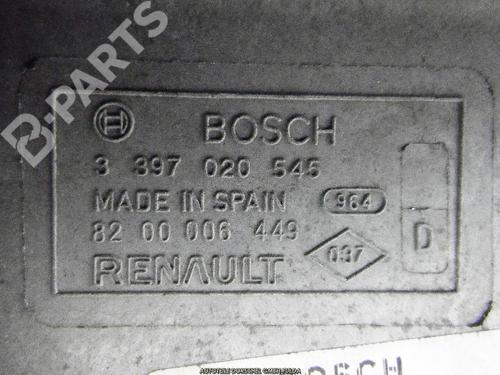 B-PARTS
BOSCH
3 397 020 545
MADE IN SPAIN 964
82 00 006 449
RENAULT 037 D